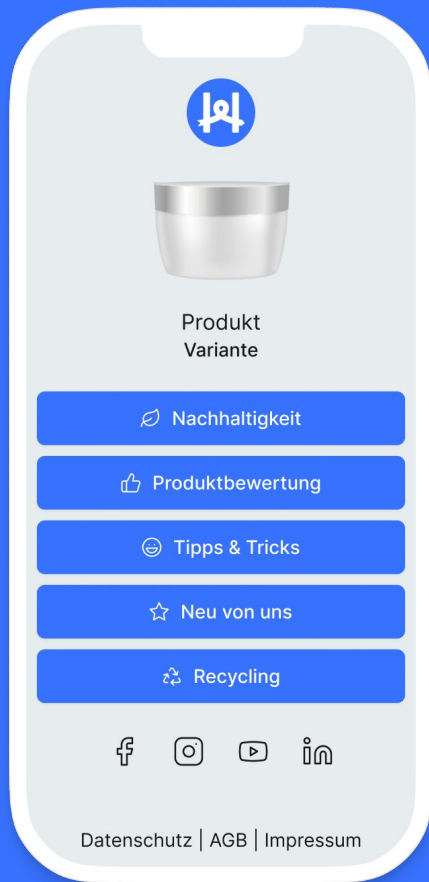 Produkt
Variante
Nachhaltigkeit
Produktbewertung
Tipps & Tricks
Neu von uns
Recycling
Datenschutz | AGB | Impressum